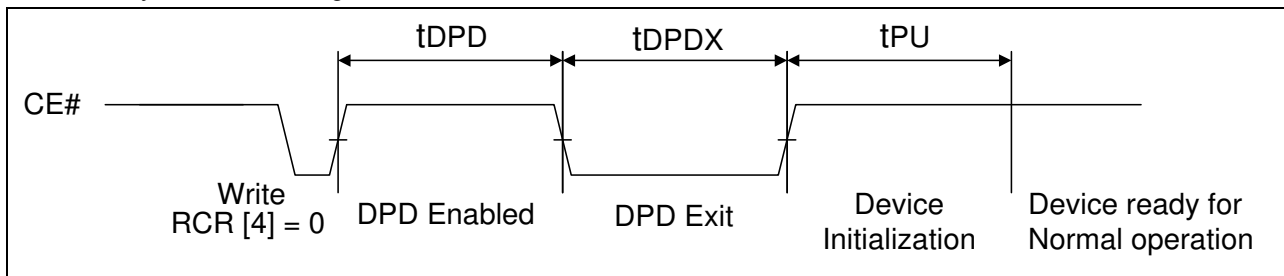 tDPD
tDPDX
tPU
CE#
Write
RCR [4] = 0
DPD Enabled
DPD Exit
Device
Initialization
Device ready for
Normal operation